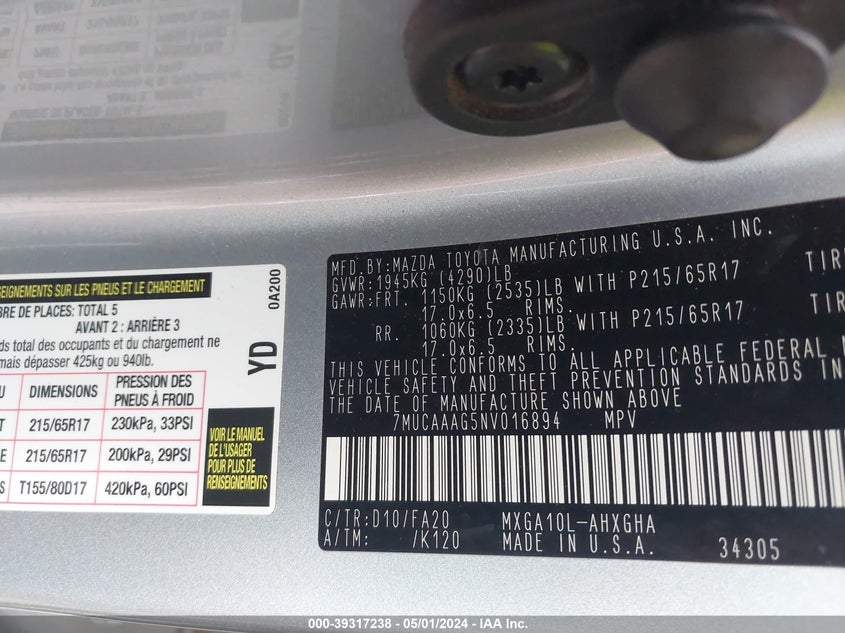 SEIGNEMENTS SUR LES PNEUS ET LE CHARGEMENT
BRE DE PLACES: TOTAL 5
AVANT 2 : ARRIÈRE 3
ds total des occupants et du chargement ne
mais dépasser 425kg ou 940lb.
U DIMENSIONS PRESSION DES PNEUS À FROID
T 215/65R17 230kPa, 33PSI
E 215/65R17 200kPa, 29PSI
S T155/80D17 420kPa, 60PSI
VOIR LE MANUEL
DE L'USAGER
POUR PLUS DE
RENSEIGNEMENTS
YD
0A200
MFD.BY:MAZDA TOYOTA MANUFACTURING U.S.A. INC.
GVWR:1945KG (4290)LB
GAWR:FRT. 1150KG (2535)LB WITH P215/65R17 TIR
17.0x6.5 RIMS.
RR. 1060KG (2335)LB WITH P215/65R17 TIR
17.0x6.5 RIMS.
THIS VEHICLE CONFORMS TO ALL APPLICABLE FEDERAL
VEHICLE SAFETY AND THEFT PREVENTION STANDARDS IN
THE DATE OF MANUFACTURE SHOWN ABOVE
7MUCAAAG5NV016894 MPV
C/TR:D10/FA20 MXGA10L-AHXGHA
A/TM: /K120 MADE IN U.S.A. 34305
000-39317238 - 05/01/2024 - IAA Inc.